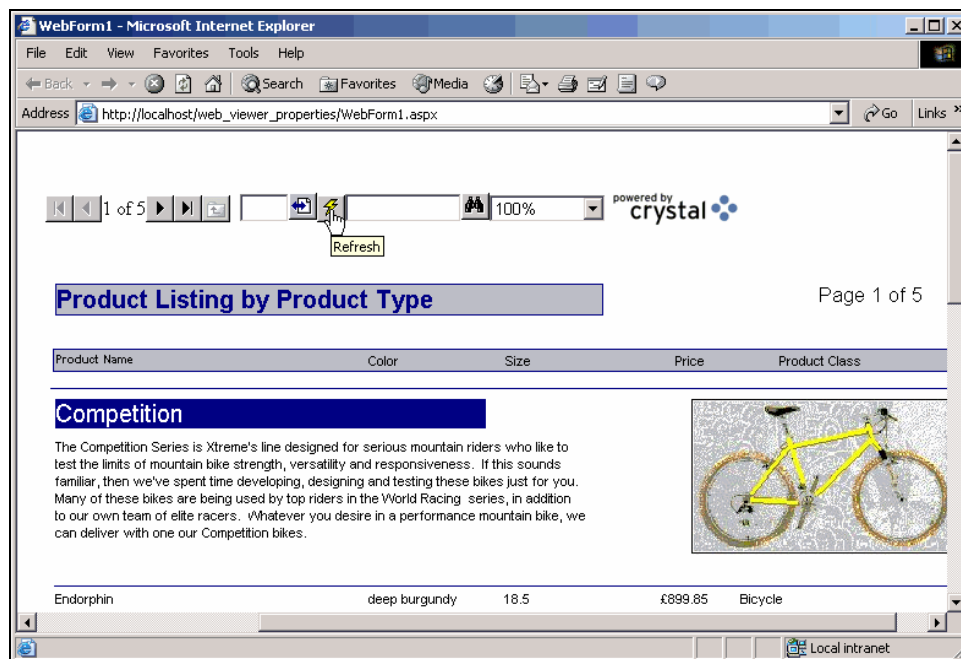 WebForm1 - Microsoft Internet Explorer
File Edit View Favorites Tools Help
Back Search Favorites Media
Address http://localhost/web_viewer_properties/WebForm1.aspx Go Links »
1 of 5 100% powered by crystal
Refresh
Product Listing by Product Type Page 1 of 5
Product Name Color Size Price Product Class
Competition
The Competition Series is Xtreme's line designed for serious mountain riders who like to
test the limits of mountain bike strength, versatility and responsiveness. If this sounds
familiar, then we've spent time developing, designing and testing these bikes just for you.
Many of these bikes are being used by top riders in the World Racing series, in addition
to our own team of elite racers. Whatever you desire in a performance mountain bike, we
can deliver with one our Competition bikes.
Endorphin deep burgundy 18.5 £899.85 Bicycle
Local intranet